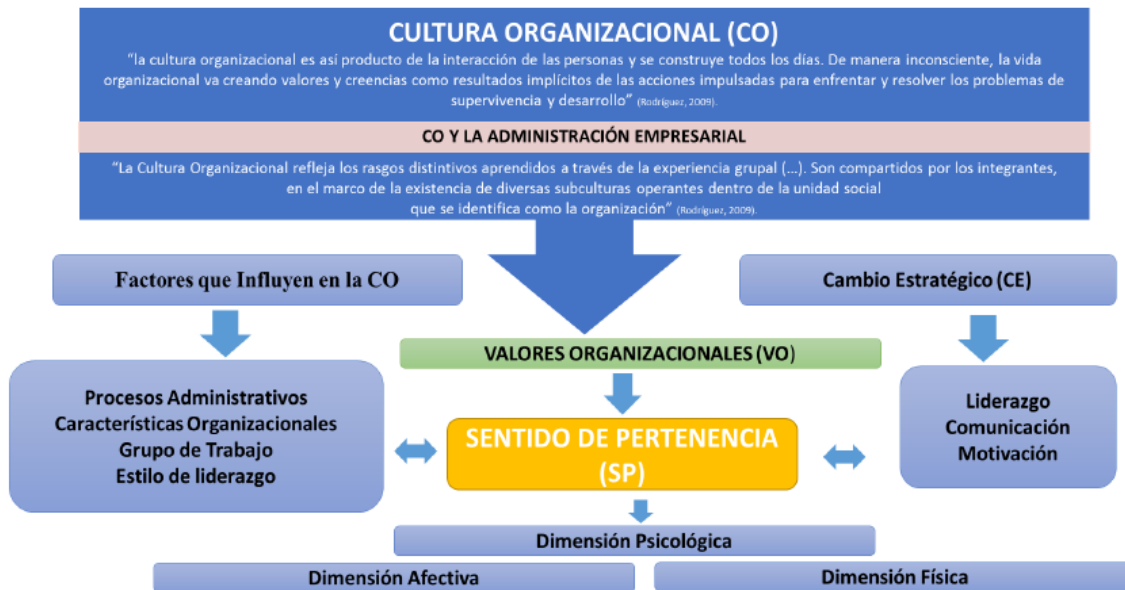 CULTURA ORGANIZACIONAL (CO)
“la cultura organizacional es así producto de la interacción de las personas y se construye todos los días. De manera inconsciente, la vida
organizacional va creando valores y creencias como resultados implícitos de las acciones impulsadas para enfrentar y resolver los problemas de
supervivencia y desarrollo” (Rodríguez, 2009).
CO Y LA ADMINISTRACIÓN EMPRESARIAL
“La Cultura Organizacional refleja los rasgos distintivos aprendidos a través de la experiencia grupal (...). Son compartidos por los integrantes,
en el marco de la existencia de diversas subculturas operantes dentro de la unidad social
que se identifica como la organización” (Rodríguez, 2009).
Factores que Influyen en la CO
Cambio Estratégico (CE)
VALORES ORGANIZACIONALES (VO)
Procesos Administrativos
Características Organizacionales
Grupo de Trabajo
Estilo de liderazgo
SENTIDO DE PERTENENCIA
(SP)
Liderazgo
Comunicación
Motivación
Dimensión Psicológica
Dimensión Afectiva
Dimensión Física